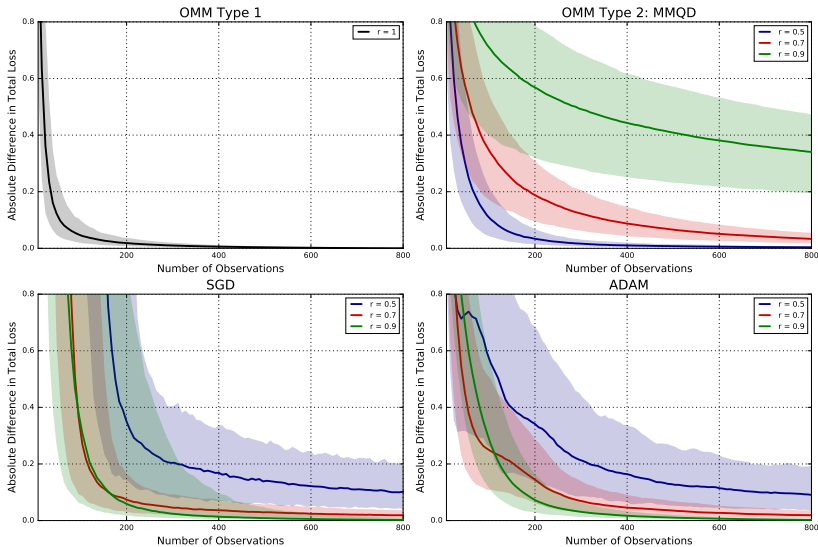 OMM Type 1
Absolute Difference in Total Loss
0.8
0.6
0.4
0.2
0.0
r = 1
200 400 600 800
Number of Observations
OMM Type 2: MMQD
Absolute Difference in Total Loss
0.8
0.6
0.4
0.2
0.0
r = 0.5
r = 0.7
r = 0.9
200 400 600 800
Number of Observations
SGD
Absolute Difference in Total Loss
0.8
0.6
0.4
0.2
0.0
r = 0.5
r = 0.7
r = 0.9
200 400 600 800
Number of Observations
ADAM
Absolute Difference in Total Loss
0.8
0.6
0.4
0.2
0.0
r = 0.5
r = 0.7
r = 0.9
200 400 600 800
Number of Observations